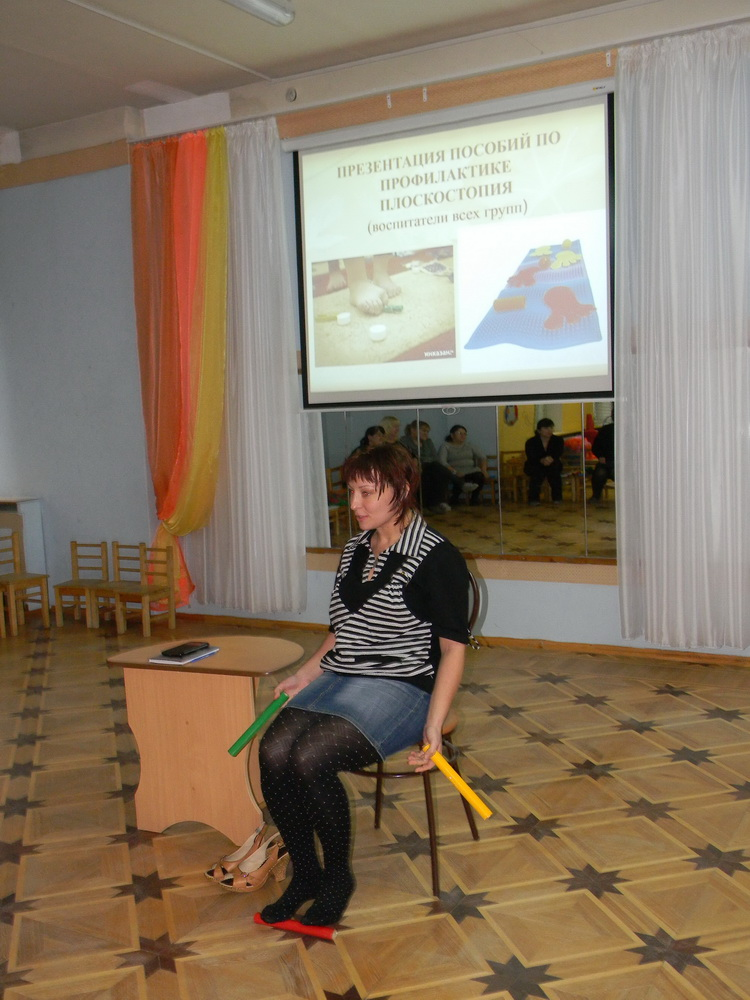 ПРЕЗЕНТАЦИЯ ПОСОБИЙ ПО
ПРОФИЛАКТИКЕ
ПЛОСКОСТОПИЯ
(воспитатели всех групп)